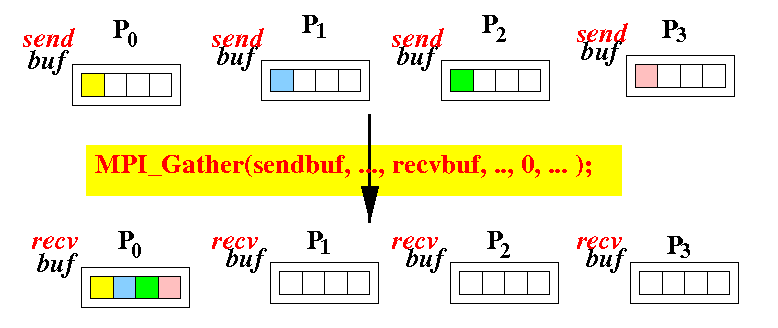 send buf P0 send buf P1 send buf P2 send buf P3
MPI_Gather(sendbuf, ..., recvbuf, .., 0, ... );
recv buf P0 recv buf P1 recv buf P2 recv buf P3